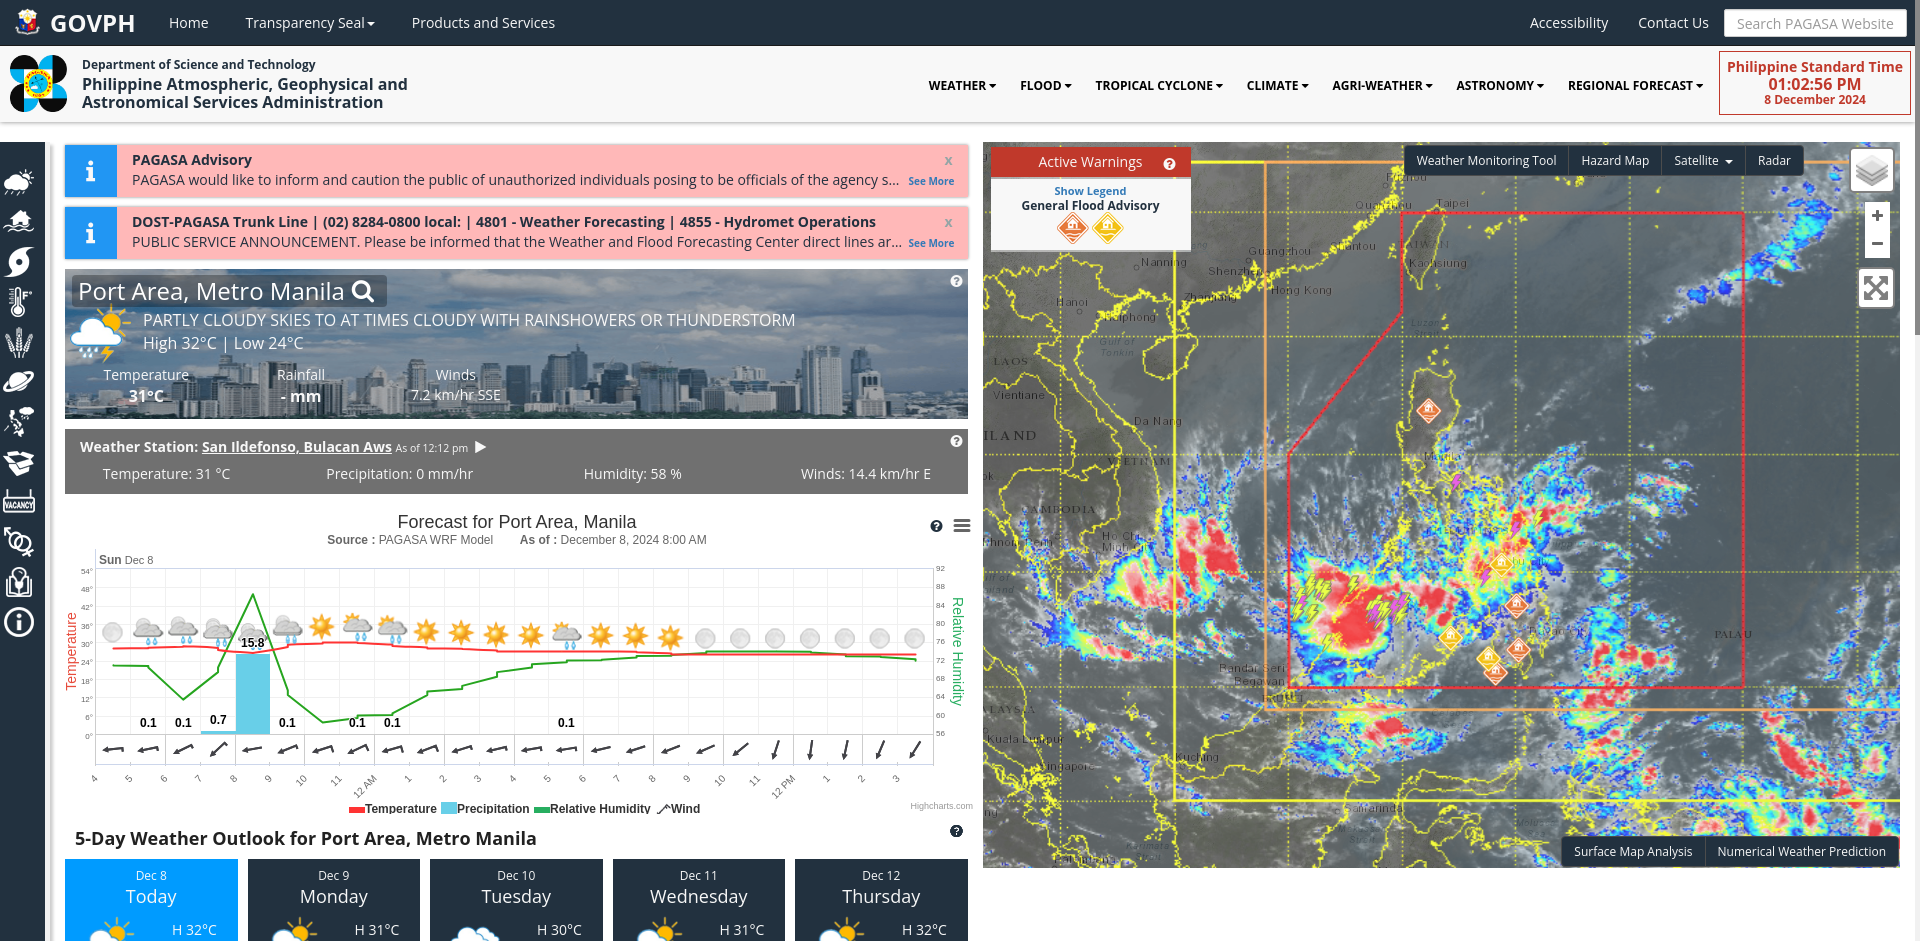 GOVPH
Home
Transparency Seal
Products and Services
Accessibility
Contact Us
Search PAGASA Website
Department of Science and Technology
Philippine Atmospheric, Geophysical and
Astronomical Services Administration
WEATHER
FLOOD
TROPICAL CYCLONE
CLIMATE
AGRI-WEATHER
ASTRONOMY
REGIONAL FORECAST
Philippine Standard Time
01:02:56 PM
8 December 2024
PAGASA Advisory
x
PAGASA would like to inform and caution the public of unauthorized individuals posing to be officials of the agency s... See More
DOST-PAGASA Trunk Line | (02) 8284-0800 local: | 4801 - Weather Forecasting | 4855 - Hydromet Operations
x
PUBLIC SERVICE ANNOUNCEMENT. Please be informed that the Weather and Flood Forecasting Center direct lines ar... See More
Port Area, Metro Manila
PARTLY CLOUDY SKIES TO AT TIMES CLOUDY WITH RAINSHOWERS OR THUNDERSTORM
High 32°C | Low 24°C
Temperature Rainfall Winds
31°C - mm 7.2 km/hr SSE
Weather Station: San Ildefonso, Bulacan Aws As of 12:12 pm
Temperature: 31 °C Precipitation: 0 mm/hr Humidity: 58 % Winds: 14.4 km/hr E
Forecast for Port Area, Manila
Source : PAGASA WRF Model As of : December 8, 2024 8:00 AM
Sun Dec 8
54° 92
48° 88
42° 84
36° 80
30° 76
24° 72
18° 68
12° 64
6° 60
0° 56
Temperature
Relative Humidity
15.8
0.1 0.1 0.7 0.1 0.1 0.1 0.1
4 5 6 7 8 9 10 11 12 AM 1 2 3 4 5 6 7 8 9 10 11 12 PM 1 2 3
Temperature Precipitation Relative Humidity Wind
Highcharts.com
5-Day Weather Outlook for Port Area, Metro Manila
Dec 8 Dec 9 Dec 10 Dec 11 Dec 12
Today Monday Tuesday Wednesday Thursday
H 32°C H 31°C H 30°C H 31°C H 32°C
VACANCY
Active Warnings
Show Legend
General Flood Advisory
Weather Monitoring Tool
Hazard Map
Satellite
Radar
+
−
Taipei
TAIWAN
Kaohsiung
Guangzhou
Shantou
Shenzhen
Hong Kong
Nanning
Zhanjiang
Hanoi
Haiphong
Gulf of
Tonkin
LAOS
Vientiane
Da Nang
VIETNAM
CAMBODIA
Ho Chi
Manila
PALAU
Bandar Seri
Begawan
Kuala Lumpur
Kuching
Singapore
Samarinda
Surface Map Analysis
Numerical Weather Prediction